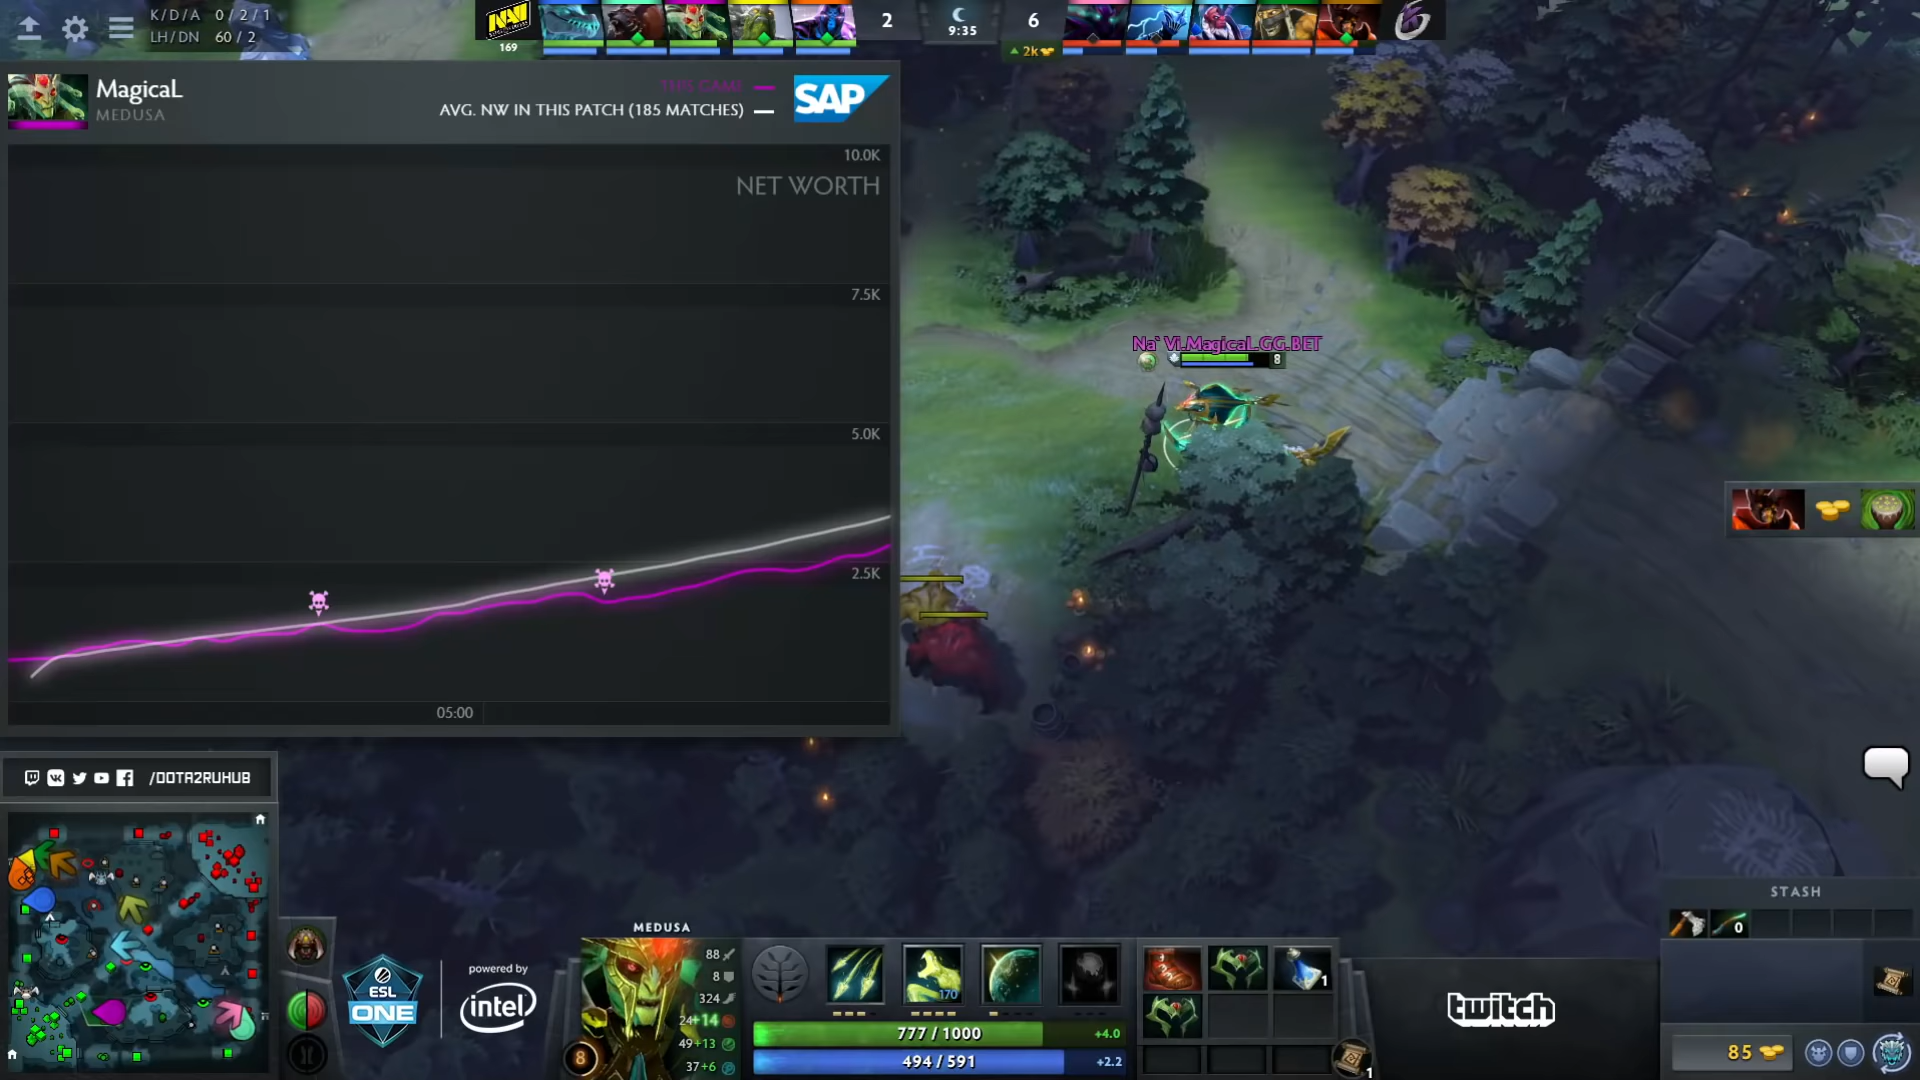 K/D/A 0 / 2 / 1
LH/DN 60 / 2
NAVI
169
2
9:35
6
2k
MagicaL
MEDUSA
THIS GAME
AVG. NW IN THIS PATCH (185 MATCHES)
SAP
10.0K
NET WORTH
7.5K
5.0K
2.5K
05:00
Na`Vi.MagicaL.GG.BET
8
/DOTA2RUHUB
STASH
0
ESL
ONE
powered by
intel
MEDUSA
88
8
324
24+14
49+13
37+6
8
170
777 / 1000
+4.0
494 / 591
+2.2
1
1
twitch
85